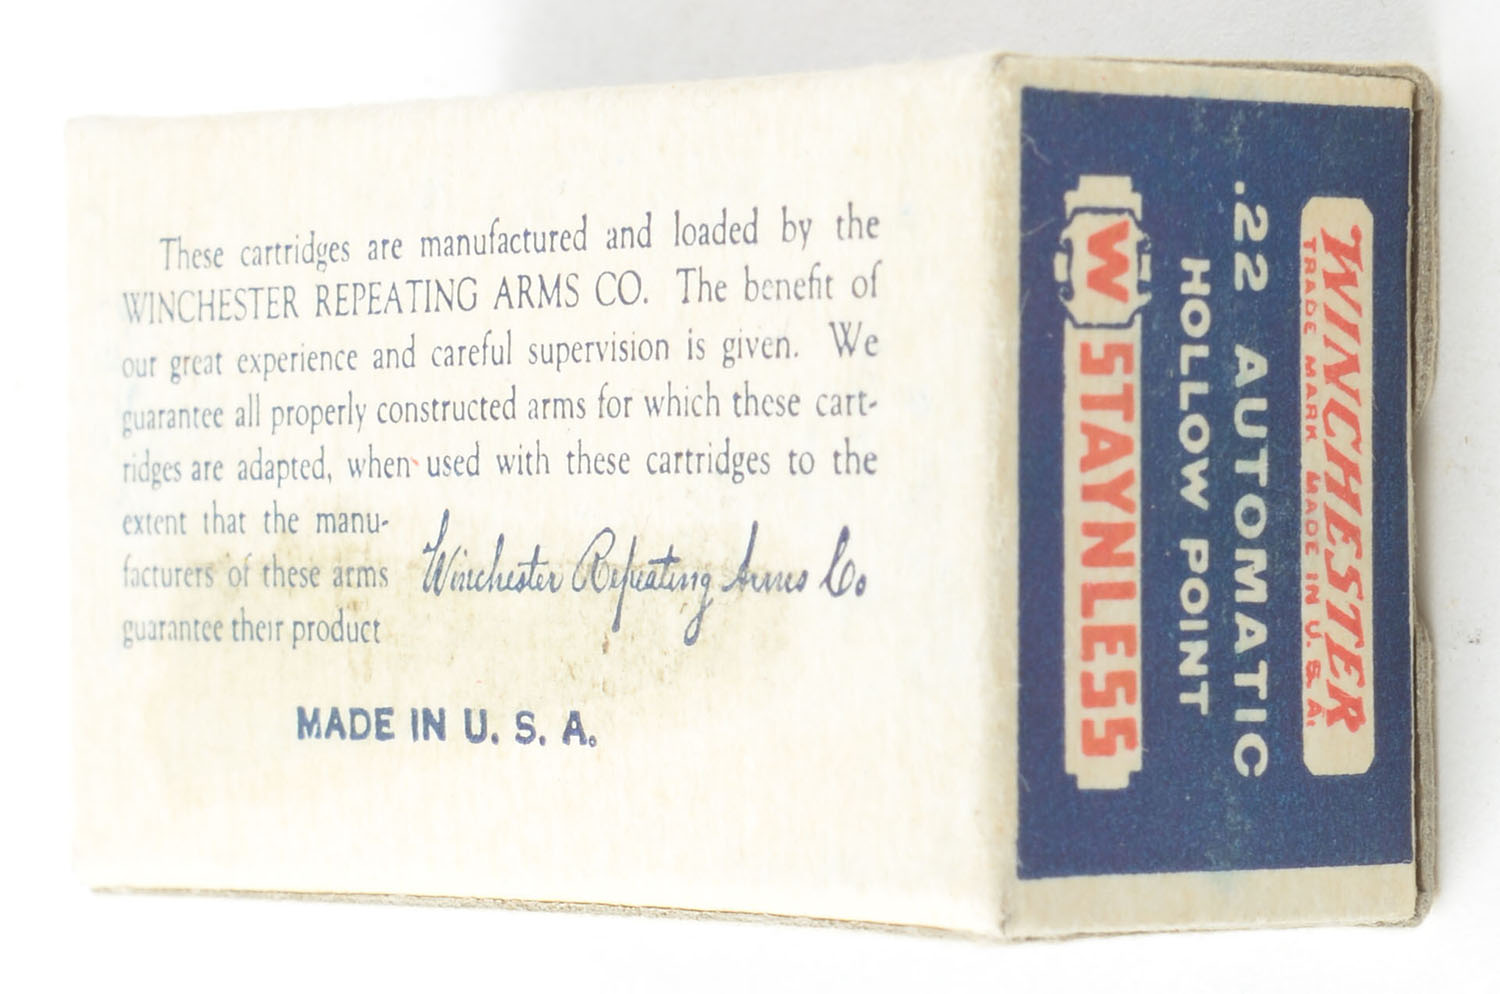 These cartridges are manufactured and loaded by the
WINCHESTER REPEATING ARMS CO. The benefit of
our great experience and careful supervision is given. We
guarantee all properly constructed arms for which these cart-
ridges are adapted, when used with these cartridges to the
extent that the manu-
facturers of these arms
guarantee their product
Winchester Repeating Arms Co.
MADE IN U. S. A.
WINCHESTER
TRADE MARK MADE IN U. S. A.
.22 AUTOMATIC
HOLLOW POINT
W STAYNLESS